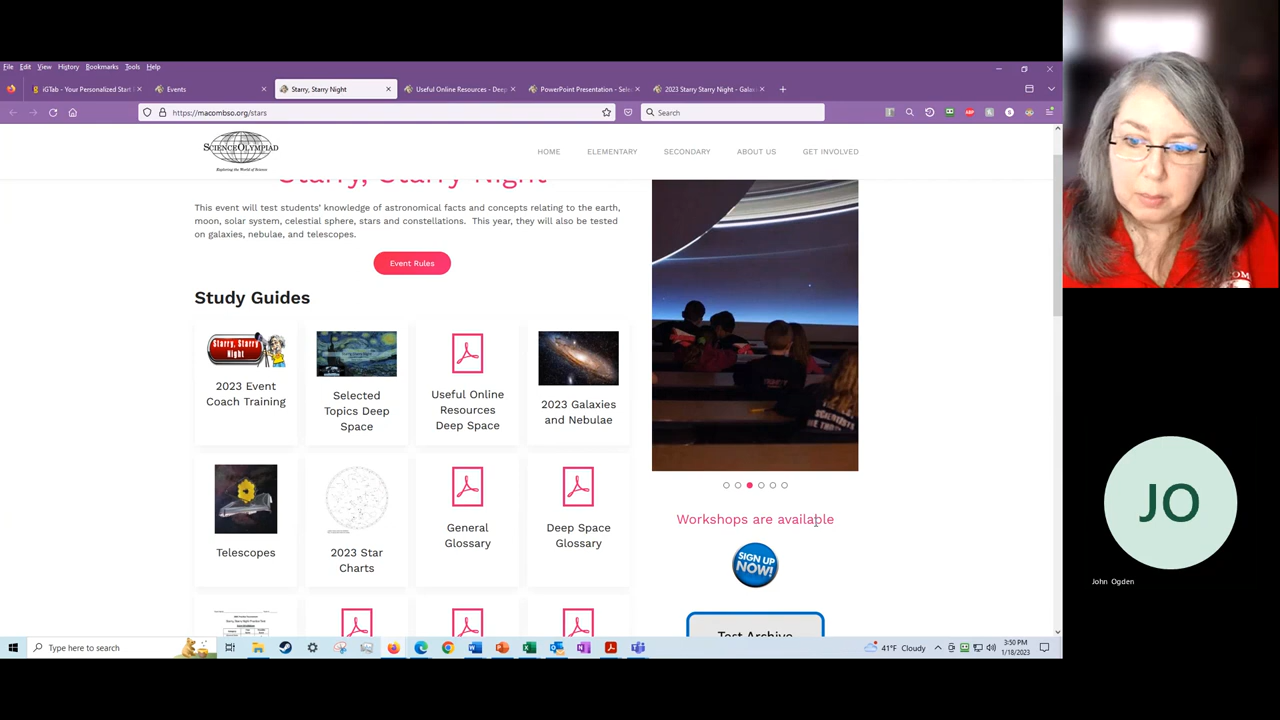 File Edit View History Bookmarks Tools Help
iGTab - Your Personalized Start
Events
Starry, Starry Night
Useful Online Resources - Deep
PowerPoint Presentation - Sele
2023 Starry Starry Night - Gala
https://macombso.org/stars
Search
SCIENCE OLYMPIAD
Exploring the World of Science
HOME ELEMENTARY SECONDARY ABOUT US GET INVOLVED
Starry, Starry Night
This event will test students' knowledge of astronomical facts and concepts relating to the earth,
moon, solar system, celestial sphere, stars and constellations. This year, they will also be tested
on galaxies, nebulae, and telescopes.
Event Rules
Study Guides
Starry, Starry
Night
2023 Event
Coach Training
Selected
Topics Deep
Space
Useful Online
Resources
Deep Space
2023 Galaxies
and Nebulae
Telescopes
2023 Star
Charts
General
Glossary
Deep Space
Glossary
Workshops are available
SIGN UP
NOW!
Test Archive
JO
John Ogden
Type here to search
41°F Cloudy
3:50 PM
1/18/2023